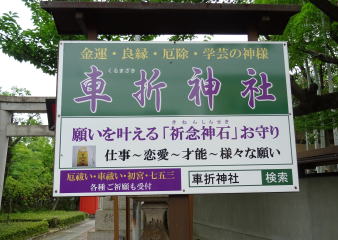 金運・良縁・厄除・学芸の神様
くるまざき
車折神社
きねんしんせき
願いを叶える「祈念神石」お守り
仕事~恋愛~才能~様々な願い
厄祓い・車祓い・初宮・七五三
各種ご祈願も受付
車折神社 検索